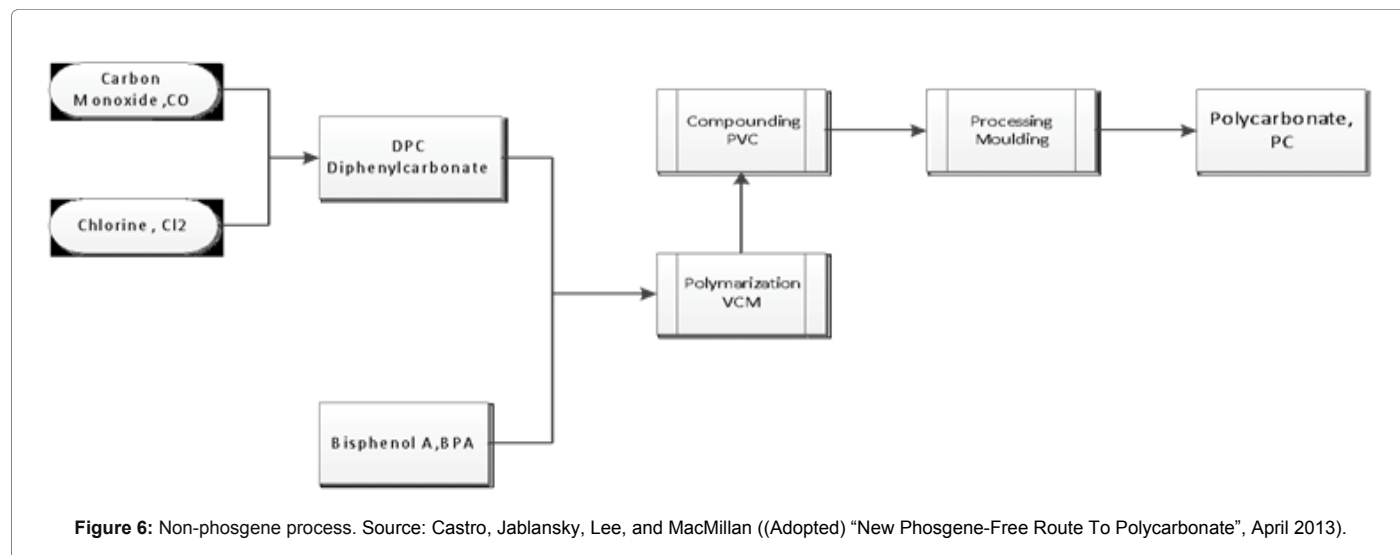 Carbon
Monoxide ,CO
Chlorine , Cl2
DPC
Diphenylcarbonate
Bisphenol A,BPA
Polymarization
VCM
Compounding
PVC
Processing
Moulding
Polycarbonate,
PC
Figure 6: Non-phosgene process. Source: Castro, Jablansky, Lee, and MacMillan ((Adopted) “New Phosgene-Free Route To Polycarbonate”, April 2013).